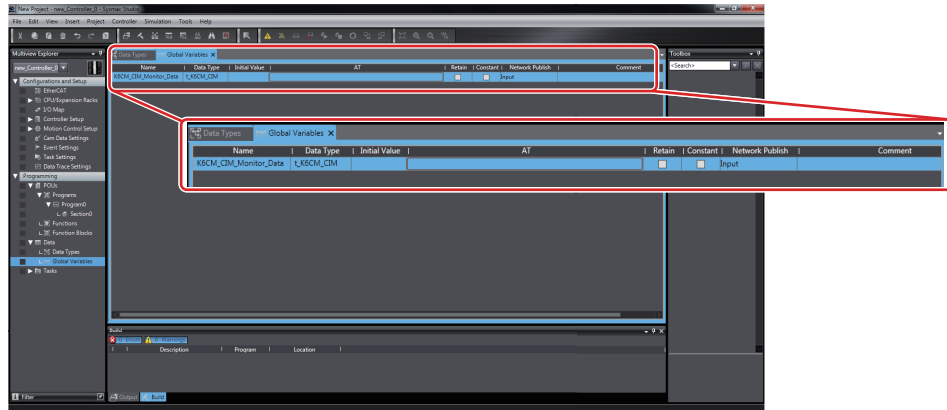 New Project - new_Controller_0 - Sysmac Studio
File Edit View Insert Project Controller Simulation Tools Help
Multiview Explorer
new_Controller_0
Configurations and Setup
EtherCAT
CPU/Expansion Racks
I/O Map
Controller Setup
Motion Control Setup
Cam Data Settings
Event Settings
Task Settings
Data Trace Settings
Programming
POUs
Programs
Program0
Section0
Functions
Function Blocks
Data
Data Types
Global Variables
Tasks
Filter
Data Types Global Variables X
Name Data Type Initial Value AT Retain Constant Network Publish Comment
K6CM_CIM_Monitor_Data t_K6CM_CIM Input
Toolbox
<Search>
Data Types Global Variables X
Name | Data Type | Initial Value | AT | Retain | Constant | Network Publish | Comment
K6CM_CIM_Monitor_Data t_K6CM_CIM Input
Build
0 Errors 0 Warnings
| | Description | Program | Location |
Output Build